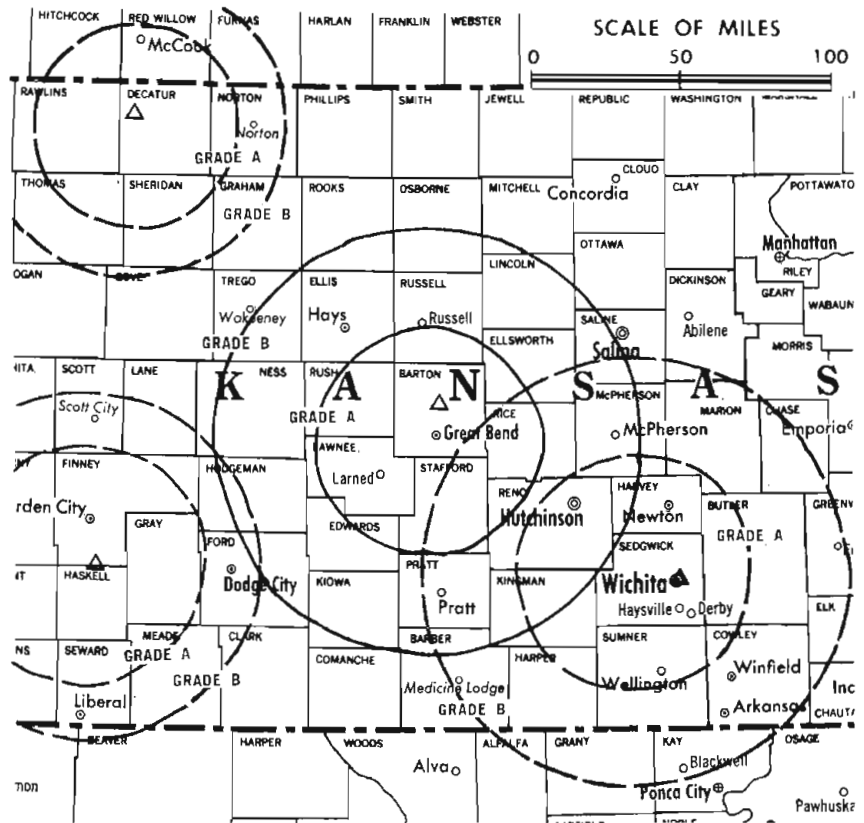 HITCHCOCK
RED WILLOW
FURNAS
HARLAN
FRANKLIN
WEBSTER
McCook
SCALE OF MILES
0 50 100
RAWLINS
DECATUR
NORTON
PHILLIPS
SMITH
JEWELL
REPUBLIC
WASHINGTON
Norton
GRADE A
CLOUD
THOMAS
SHERIDAN
GRAHAM
ROOKS
OSBORNE
MITCHELL
Concordia
CLAY
POTTAWATO
GRADE B
OTTAWA
Manhattan
OGAN
GOVE
TREGO
ELLIS
RUSSELL
LINCOLN
DICKINSON
RILEY
GEARY
WABAUN
Wakeeney
Hays
Russell
SALINE
Abilene
GRADE B
ELLSWORTH
Salina
MORRIS
SCOTT
LANE
NESS
RUSH
BARTON
K A N S A S
McPHERSON
MARION
CHASE
Scott City
GRADE A
RICE
Great Bend
McPherson
Emporia
PAWNEE
FINNEY
HODGEMAN
Larned
STAFFORD
RENO
HARVEY
BUTLER
GREENW
rden City
GRAY
EDWARDS
Hutchinson
Newton
FORD
SEDGWICK
GRADE A
PRATT
HASKELL
Dodge City
KIOWA
KINGMAN
Wichita
Pratt
Haysville
Derby
ELK
MEADE
CLARK
BARBER
SUMNER
COWLEY
SEWARD
GRADE A
COMANCHE
HARPER
GRADE B
Medicine Lodge
Wellington
Winfield
Inc
Liberal
GRADE B
Arkansas
CHAUTA
BEAVER
HARPER
WOODS
ALFALFA
GRANT
KAY
OSAGE
Alva
Blackwell
Ponca City
Pawhuska
NOBLE